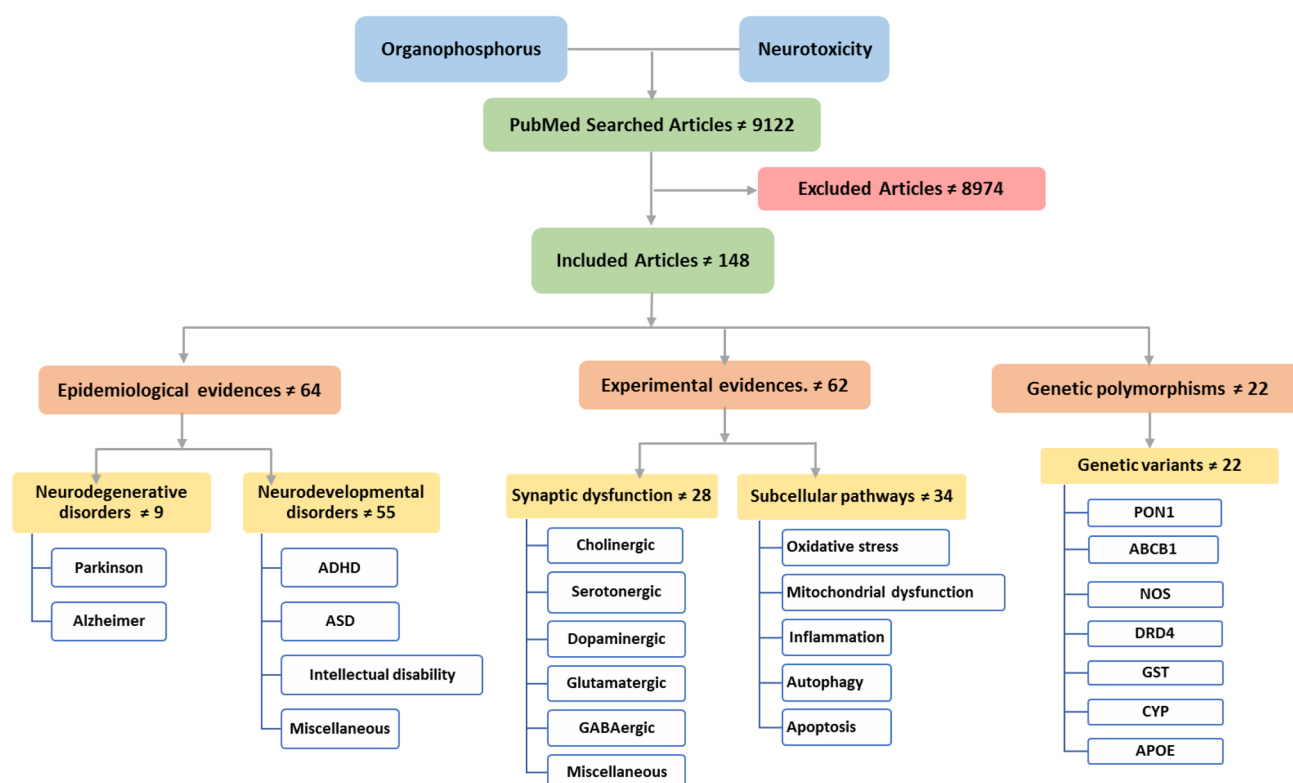 Organophosphorus
Neurotoxicity
PubMed Searched Articles ≠ 9122
Excluded Articles ≠ 8974
Included Articles ≠ 148
Epidemiological evidences ≠ 64
Experimental evidences. ≠ 62
Genetic polymorphisms ≠ 22
Neurodegenerative
disorders ≠ 9
Parkinson
Alzheimer
Neurodevelopmental
disorders ≠ 55
ADHD
ASD
Intellectual disability
Miscellaneous
Synaptic dysfunction ≠ 28
Cholinergic
Serotonergic
Dopaminergic
Glutamatergic
GABAergic
Miscellaneous
Subcellular pathways ≠ 34
Oxidative stress
Mitochondrial dysfunction
Inflammation
Autophagy
Apoptosis
Genetic variants ≠ 22
PON1
ABCB1
NOS
DRD4
GST
CYP
APOE